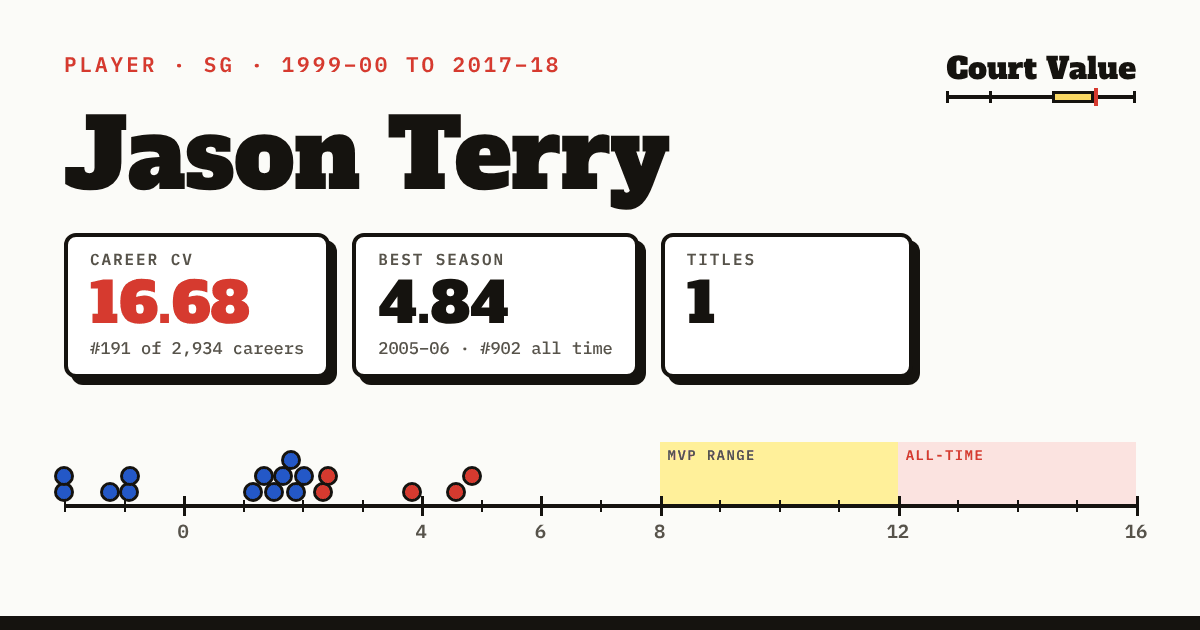 PLAYER · SG · 1999–00 TO 2017–18
Court Value
Jason Terry
CAREER CV
16.68
#191 of 2,934 careers
BEST SEASON
4.84
2005–06 · #902 all time
TITLES
1
MVP RANGE
ALL-TIME
0 4 6 8 12 16